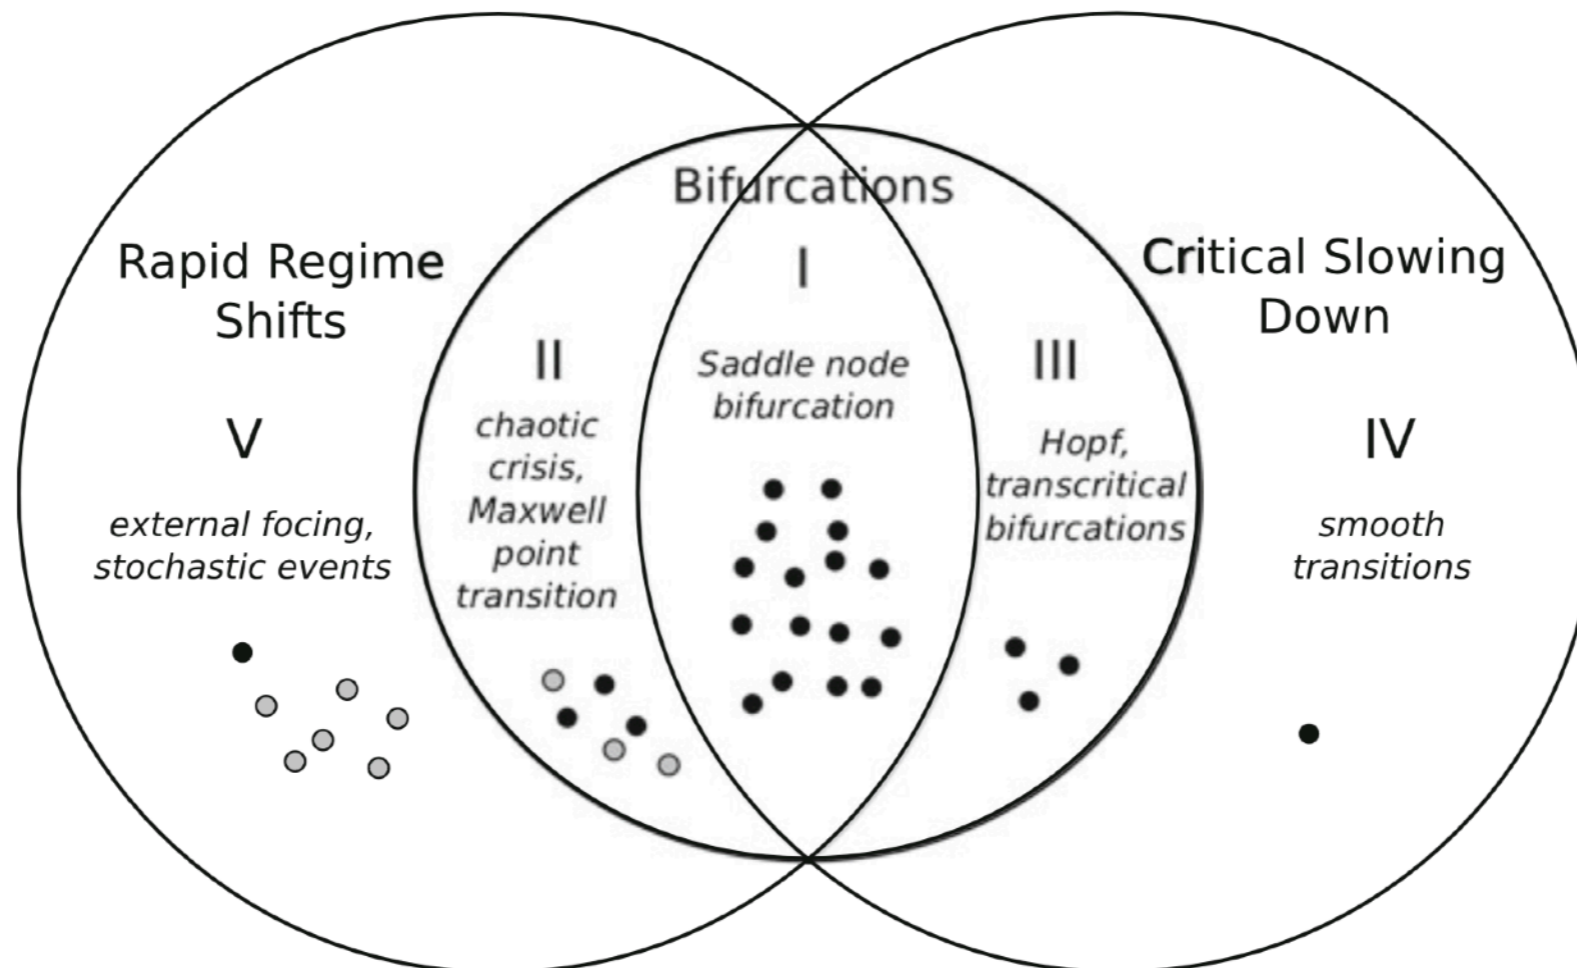 Bifurcations
Rapid Regime
Shifts
Critical Slowing
Down
I
II
III
V
IV
Saddle node
bifurcation
chaotic
crisis,
Maxwell
point
transition
Hopf,
transcritical
bifurcations
external focing,
stochastic events
smooth
transitions